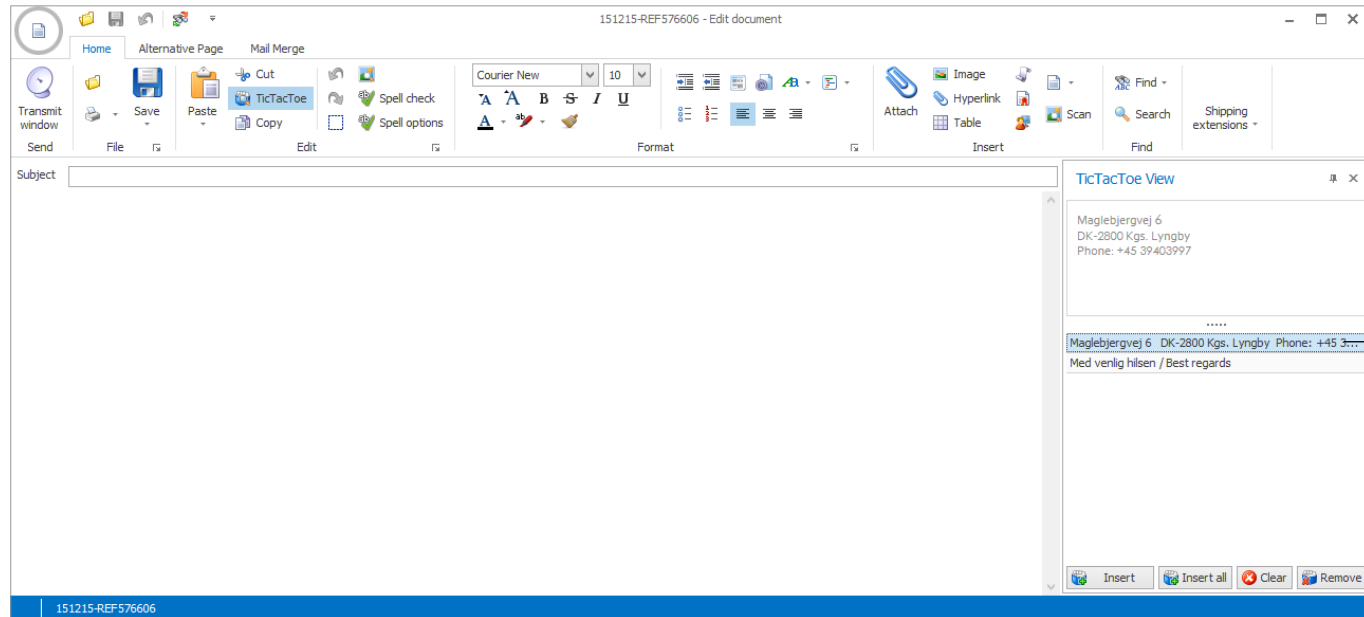 151215-REF576606 - Edit document
Home Alternative Page Mail Merge
Transmit window
Save
Paste
Cut
TicTacToe
Copy
Spell check
Spell options
Courier New 10
A A B S I U
A ab
AB
Attach
Image
Hyperlink
Table
Scan
Find
Search
Shipping extensions
Send File Edit Format Insert Find
Subject
TicTacToe View
Maglebjergvej 6
DK-2800 Kgs. Lyngby
Phone: +45 39403997
Maglebjergvej 6 DK-2800 Kgs. Lyngby Phone: +45 3...
Med venlig hilsen / Best regards
Insert Insert all Clear Remove
151215-REF576606